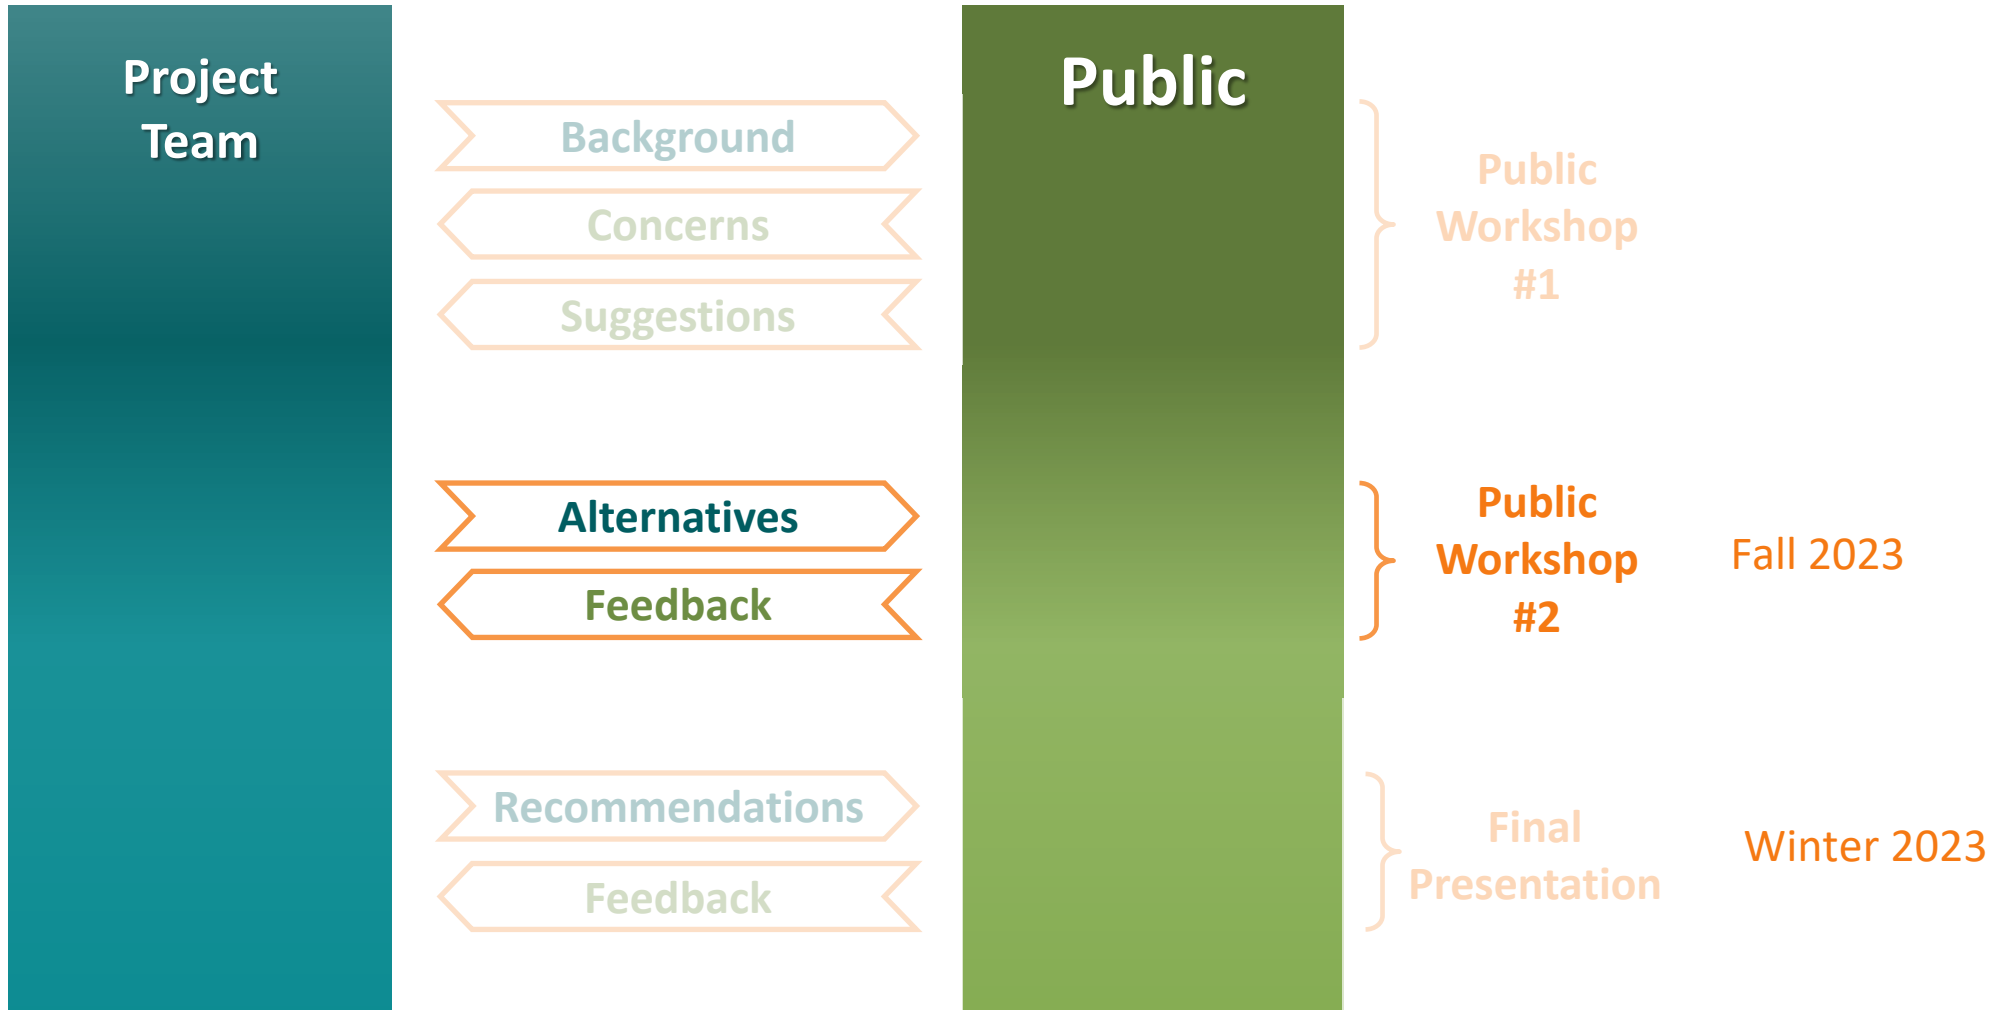 Project
Team
Public
Background
Concerns
Suggestions
Public
Workshop
#1
Alternatives
Feedback
Public
Workshop
#2
Fall 2023
Recommendations
Feedback
Final
Presentation
Winter 2023